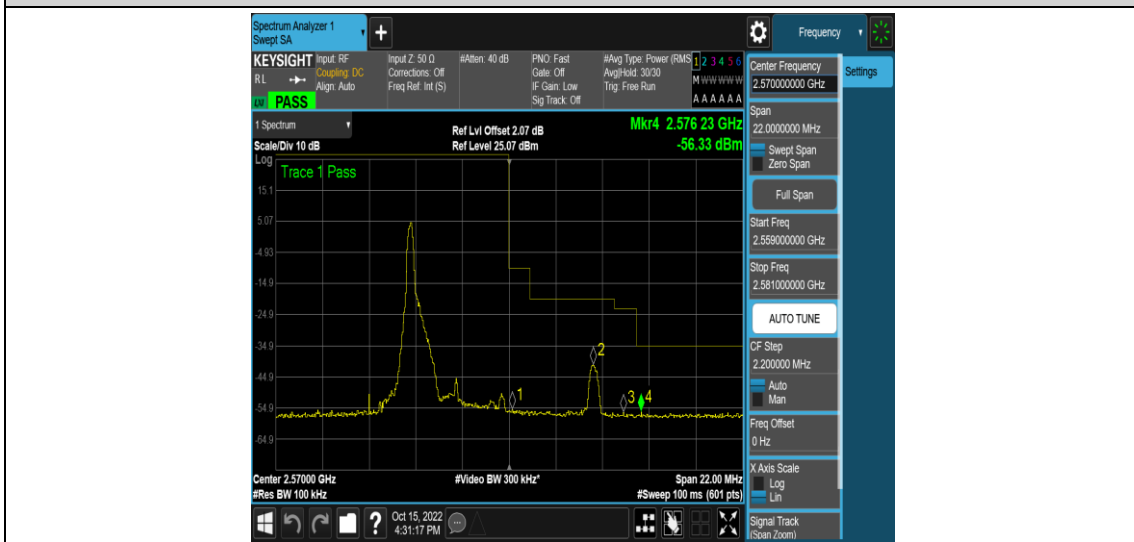 Spectrum Analyzer 1
Swept SA
+
Frequency
KEYSIGHT
RL
PASS
Input: RF
Coupling: DC
Align: Auto
Input Z: 50 Ω
Corrections: Off
Freq Ref: Int (S)
#Atten: 40 dB
PNO: Fast
Gate: Off
IF Gain: Low
Sig Track: Off
#Avg Type: Power (RMS
Avg|Hold: 30/30
Trig: Free Run
1 2 3 4 5 6
M W W W W W
A A A A A A
1 Spectrum
Scale/Div 10 dB
Ref Lvl Offset 2.07 dB
Ref Level 25.07 dBm
Mkr4 2.576 23 GHz
-56.33 dBm
Log
Trace 1 Pass
15.1
5.07
-4.93
-14.9
-24.9
-34.9
-44.9
-54.9
-64.9
1
2
3
4
Center 2.57000 GHz
#Res BW 100 kHz
#Video BW 300 kHz*
Span 22.00 MHz
#Sweep 100 ms (601 pts)
Center Frequency
2.570000000 GHz
Settings
Span
22.0000000 MHz
Swept Span
Zero Span
Full Span
Start Freq
2.559000000 GHz
Stop Freq
2.581000000 GHz
AUTO TUNE
CF Step
2.200000 MHz
Auto
Man
Freq Offset
0 Hz
X Axis Scale
Log
Lin
Signal Track
(Span Zoom)
?
Oct 15, 2022
4:31:17 PM